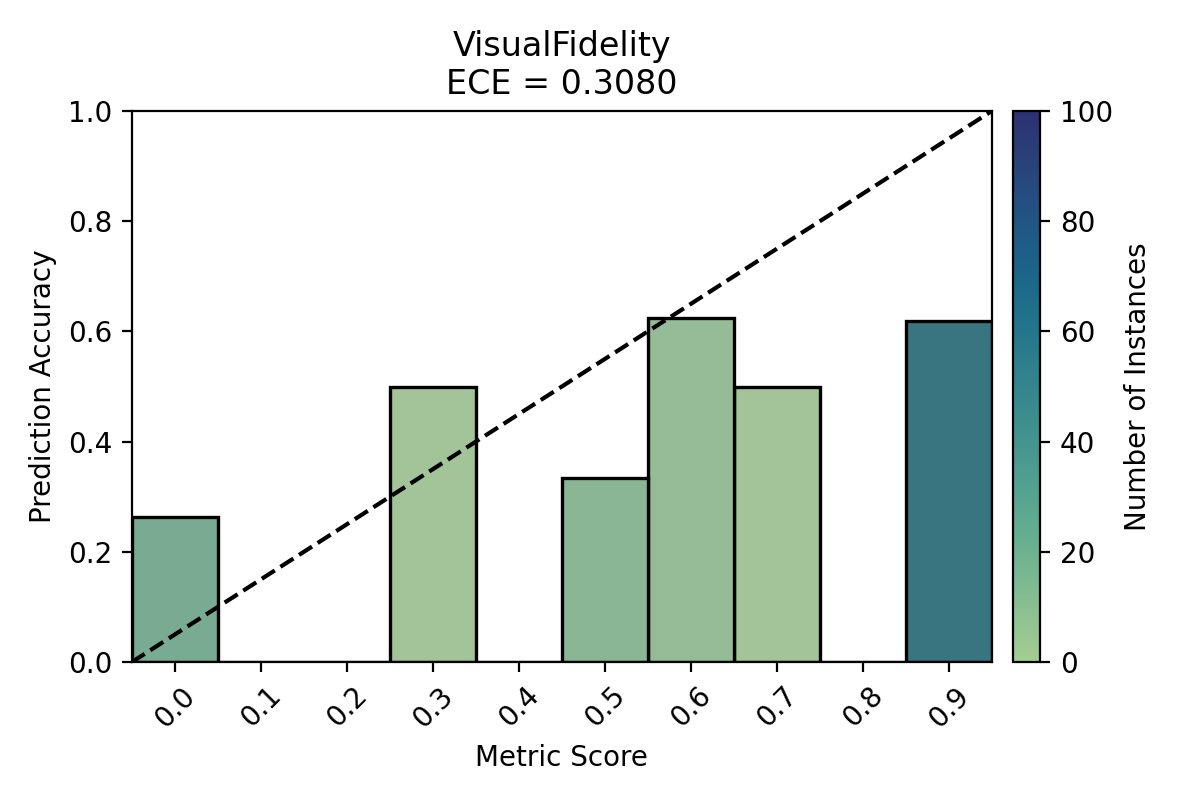 VisualFidelity
ECE = 0.3080
Prediction Accuracy
1.0
0.8
0.6
0.4
0.2
0.0
0.0 0.1 0.2 0.3 0.4 0.5 0.6 0.7 0.8 0.9
Metric Score
100
80
60
40
20
0
Number of Instances